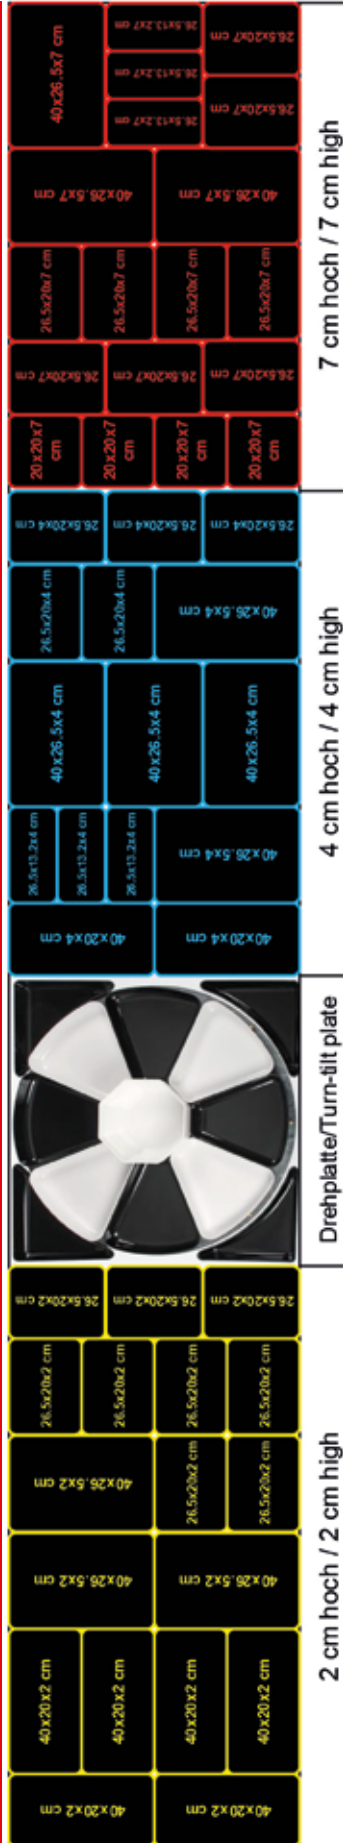 40x26.5x7 cm
26.5x13.2x7 cm
26.5x13.2x7 cm
26.5x13.2x7 cm
26.5x20x7 cm
26.5x20x7 cm
40x26.5x7 cm
40x26.5x7 cm
26.5x20x7 cm
26.5x20x7 cm
26.5x20x7 cm
26.5x20x7 cm
26.5x20x7 cm
26.5x20x7 cm
26.5x20x7 cm
20x20x7
cm
20x20x7
cm
20x20x7
cm
20x20x7
cm
7 cm hoch / 7 cm high
26.5x20x4 cm
26.5x20x4 cm
26.5x20x4 cm
26.5x20x4 cm
26.5x20x4 cm
40x26.5x4 cm
40x26.5x4 cm
40x26.5x4 cm
40x26.5x4 cm
26.5x13.2x4 cm
26.5x13.2x4 cm
26.5x13.2x4 cm
40x26.5x4 cm
40x20x4 cm
40x20x4 cm
4 cm hoch / 4 cm high
Drehplatte/Turn-tilt plate
26.5x20x2 cm
26.5x20x2 cm
26.5x20x2 cm
26.5x20x2 cm
26.5x20x2 cm
26.5x20x2 cm
26.5x20x2 cm
40x26.5x2 cm
26.5x20x2 cm
26.5x20x2 cm
40x26.5x2 cm
40x26.5x2 cm
40x20x2 cm
40x20x2 cm
40x20x2 cm
40x20x2 cm
40x20x2 cm
40x20x2 cm
2 cm hoch / 2 cm high